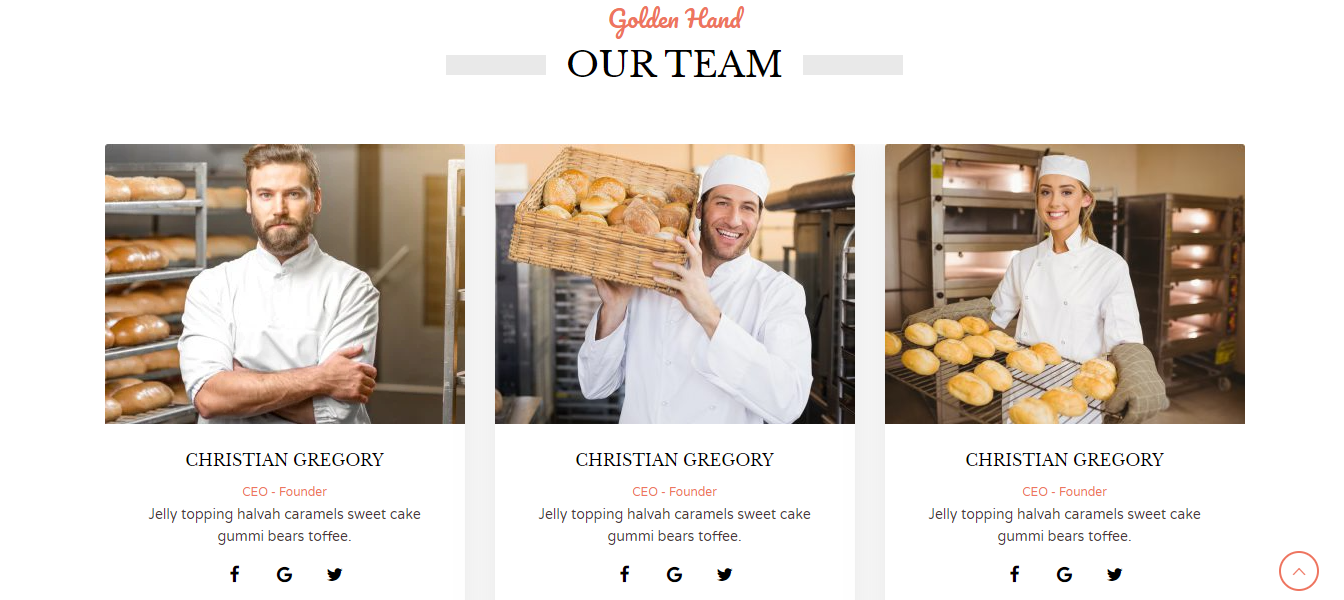 Golden Hand
OUR TEAM
CHRISTIAN GREGORY
CEO - Founder
Jelly topping halvah caramels sweet cake
gummi bears toffee.
CHRISTIAN GREGORY
CEO - Founder
Jelly topping halvah caramels sweet cake
gummi bears toffee.
CHRISTIAN GREGORY
CEO - Founder
Jelly topping halvah caramels sweet cake
gummi bears toffee.